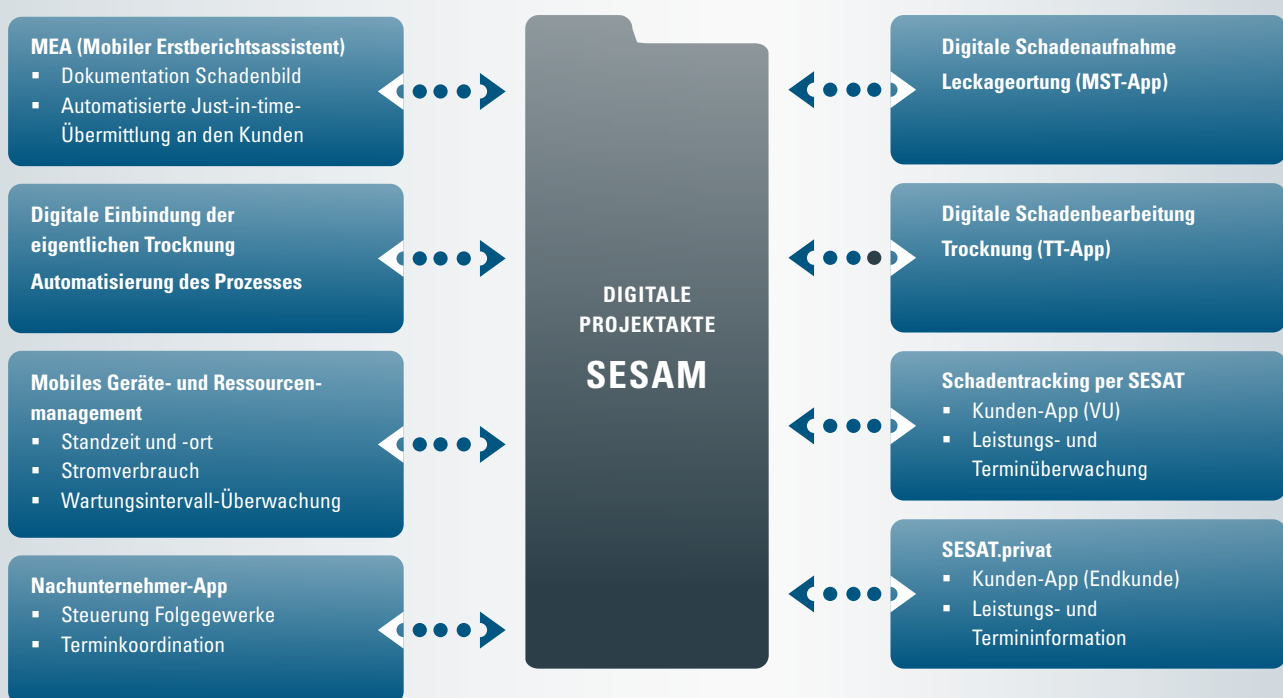 MEA (Mobiler Erstberichtsassistent)
▪ Dokumentation Schadenbild
▪ Automatisierte Just-in-time-
Übermittlung an den Kunden
Digitale Einbindung der
eigentlichen Trocknung
Automatisierung des Prozesses
Mobiles Geräte- und Ressourcen-
management
▪ Standzeit und -ort
▪ Stromverbrauch
▪ Wartungsintervall-Überwachung
Nachunternehmer-App
▪ Steuerung Folgegewerke
▪ Terminkoordination
DIGITALE
PROJEKTAKTE
SESAM
Digitale Schadenaufnahme
Leckageortung (MST-App)
Digitale Schadenbearbeitung
Trocknung (TT-App)
Schadentracking per SESAT
▪ Kunden-App (VU)
▪ Leistungs- und
Terminüberwachung
SESAT.privat
▪ Kunden-App (Endkunde)
▪ Leistungs- und
Termininformation